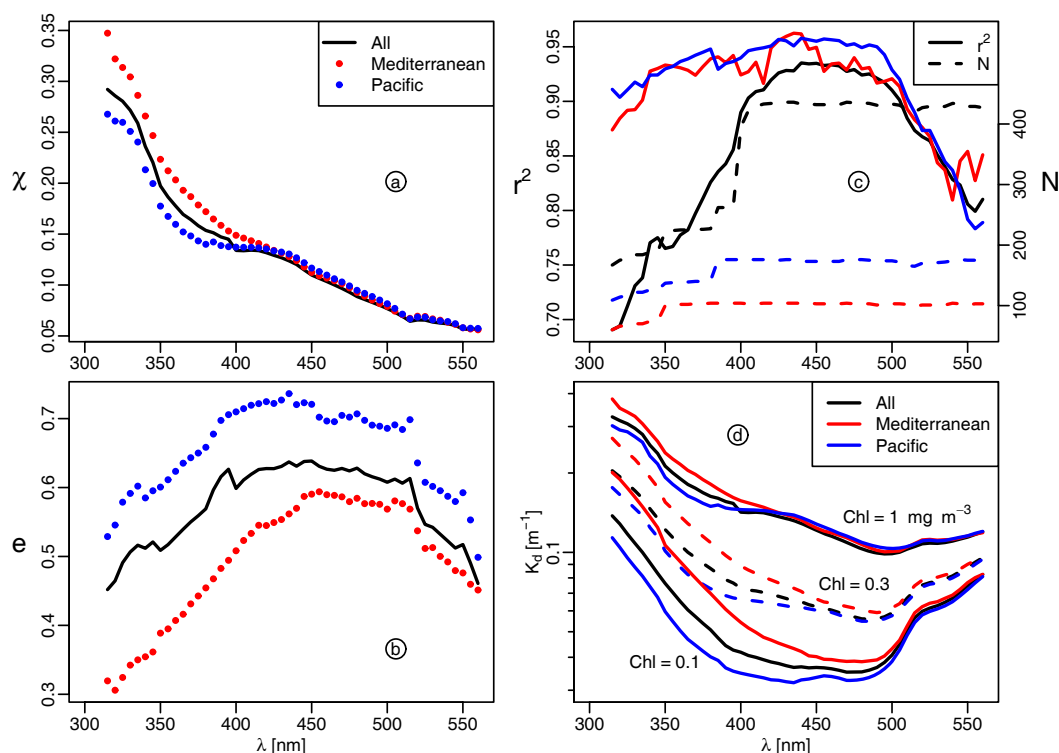 0.05 0.10 0.15 0.20 0.25 0.30 0.35
χ
All
Mediterranean
Pacific
a
300 350 400 450 500 550
0.70 0.75 0.80 0.85 0.90 0.95
r²
r²
N
c
100 200 300 400
N
300 350 400 450 500 550
0.3 0.4 0.5 0.6 0.7
e
b
300 350 400 450 500 550
λ [nm]
0.1
K_d [m⁻¹]
All
Mediterranean
Pacific
d
Chl = 1 mg m⁻³
Chl = 0.3
Chl = 0.1
300 350 400 450 500 550
λ [nm]